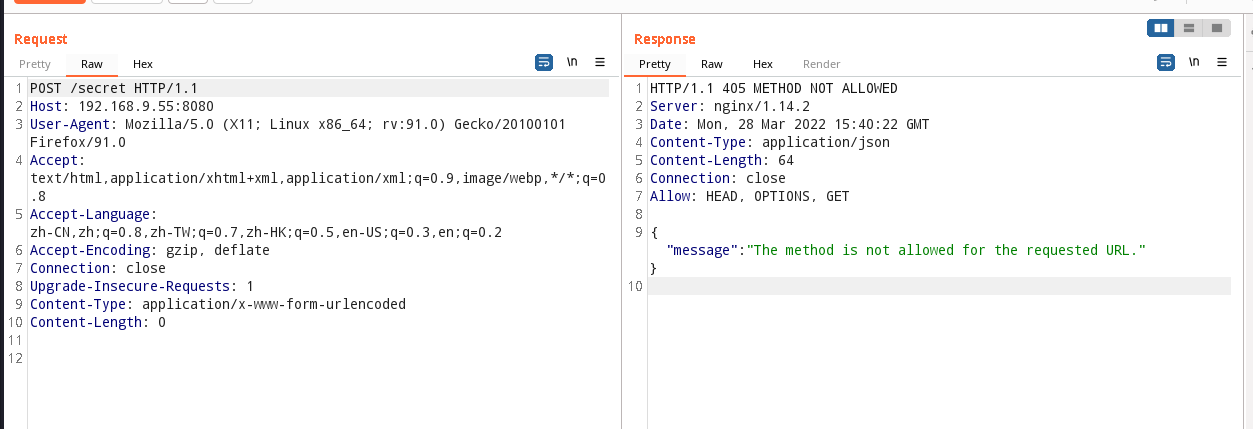 Request
Pretty Raw Hex \n
1 POST /secret HTTP/1.1
2 Host: 192.168.9.55:8080
3 User-Agent: Mozilla/5.0 (X11; Linux x86_64; rv:91.0) Gecko/20100101
Firefox/91.0
4 Accept:
text/html,application/xhtml+xml,application/xml;q=0.9,image/webp,*/*;q=0
.8
5 Accept-Language:
zh-CN,zh;q=0.8,zh-TW;q=0.7,zh-HK;q=0.5,en-US;q=0.3,en;q=0.2
6 Accept-Encoding: gzip, deflate
7 Connection: close
8 Upgrade-Insecure-Requests: 1
9 Content-Type: application/x-www-form-urlencoded
10 Content-Length: 0
11
12
Response
Pretty Raw Hex Render \n
1 HTTP/1.1 405 METHOD NOT ALLOWED
2 Server: nginx/1.14.2
3 Date: Mon, 28 Mar 2022 15:40:22 GMT
4 Content-Type: application/json
5 Content-Length: 64
6 Connection: close
7 Allow: HEAD, OPTIONS, GET
8
9 {
"message":"The method is not allowed for the requested URL."
}
10